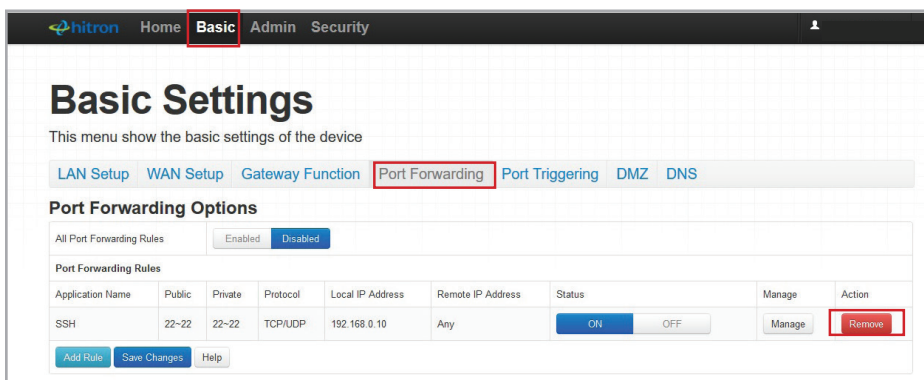 hitron Home Basic Admin Security
Basic Settings
This menu show the basic settings of the device
LAN Setup WAN Setup Gateway Function Port Forwarding Port Triggering DMZ DNS
Port Forwarding Options
All Port Forwarding Rules Enabled Disabled
Port Forwarding Rules
Application Name Public Private Protocol Local IP Address Remote IP Address Status Manage Action
SSH 22~22 22~22 TCP/UDP 192.168.0.10 Any ON OFF Manage Remove
Add Rule Save Changes Help